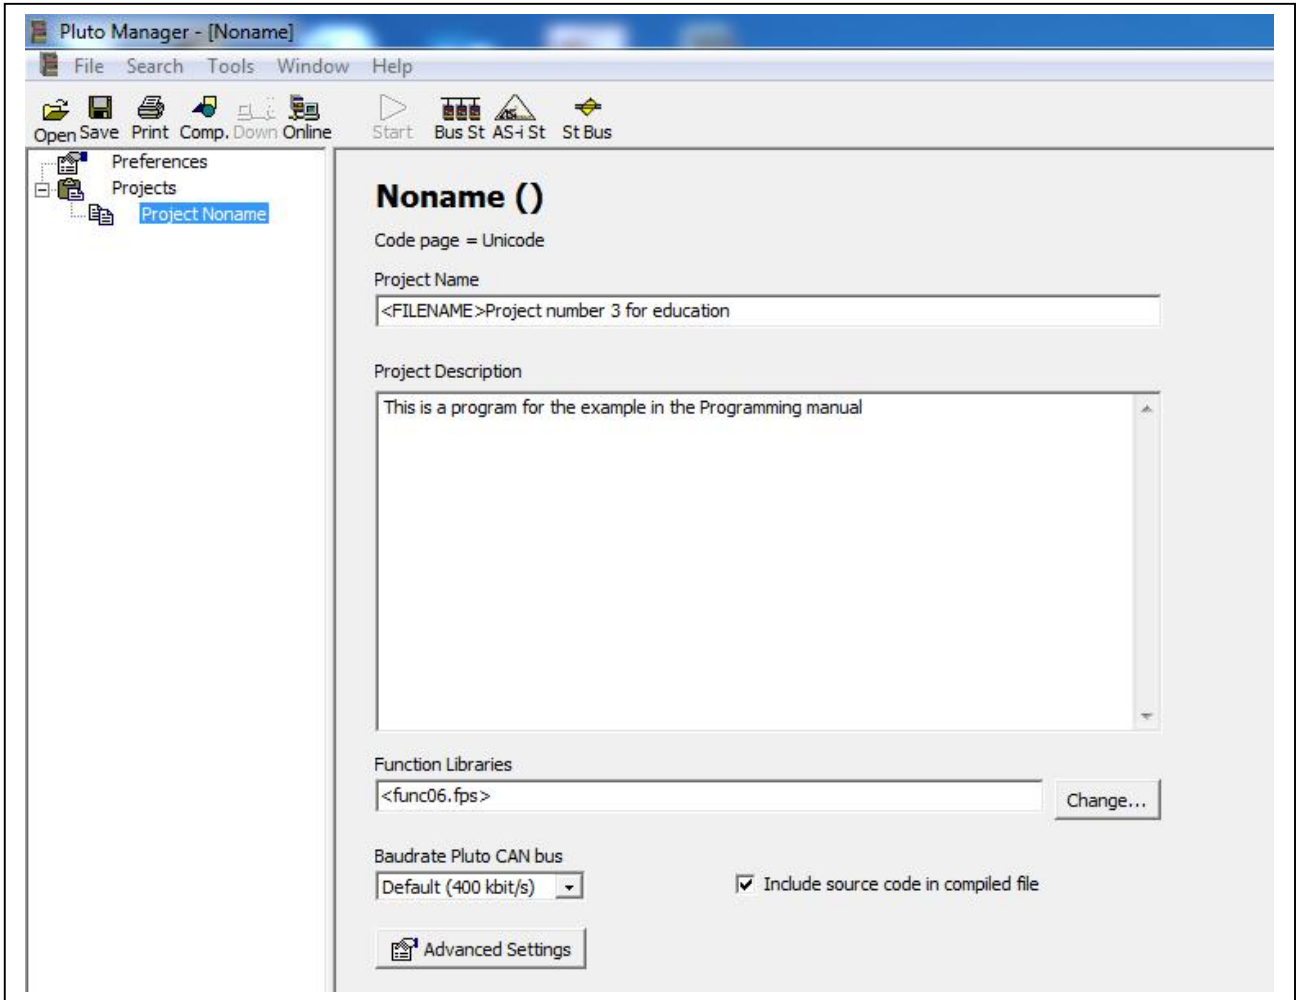 Pluto Manager - [Noname]
File Search Tools Window Help
Open Save Print Comp. Down Online Start Bus St AS-i St St Bus
Preferences
Projects
Project Noname
Noname ()
Code page = Unicode
Project Name
<FILENAME>Project number 3 for education
Project Description
This is a program for the example in the Programming manual
Function Libraries
<func06.fps>
Change...
Baudrate Pluto CAN bus
Default (400 kbit/s)
Include source code in compiled file
Advanced Settings